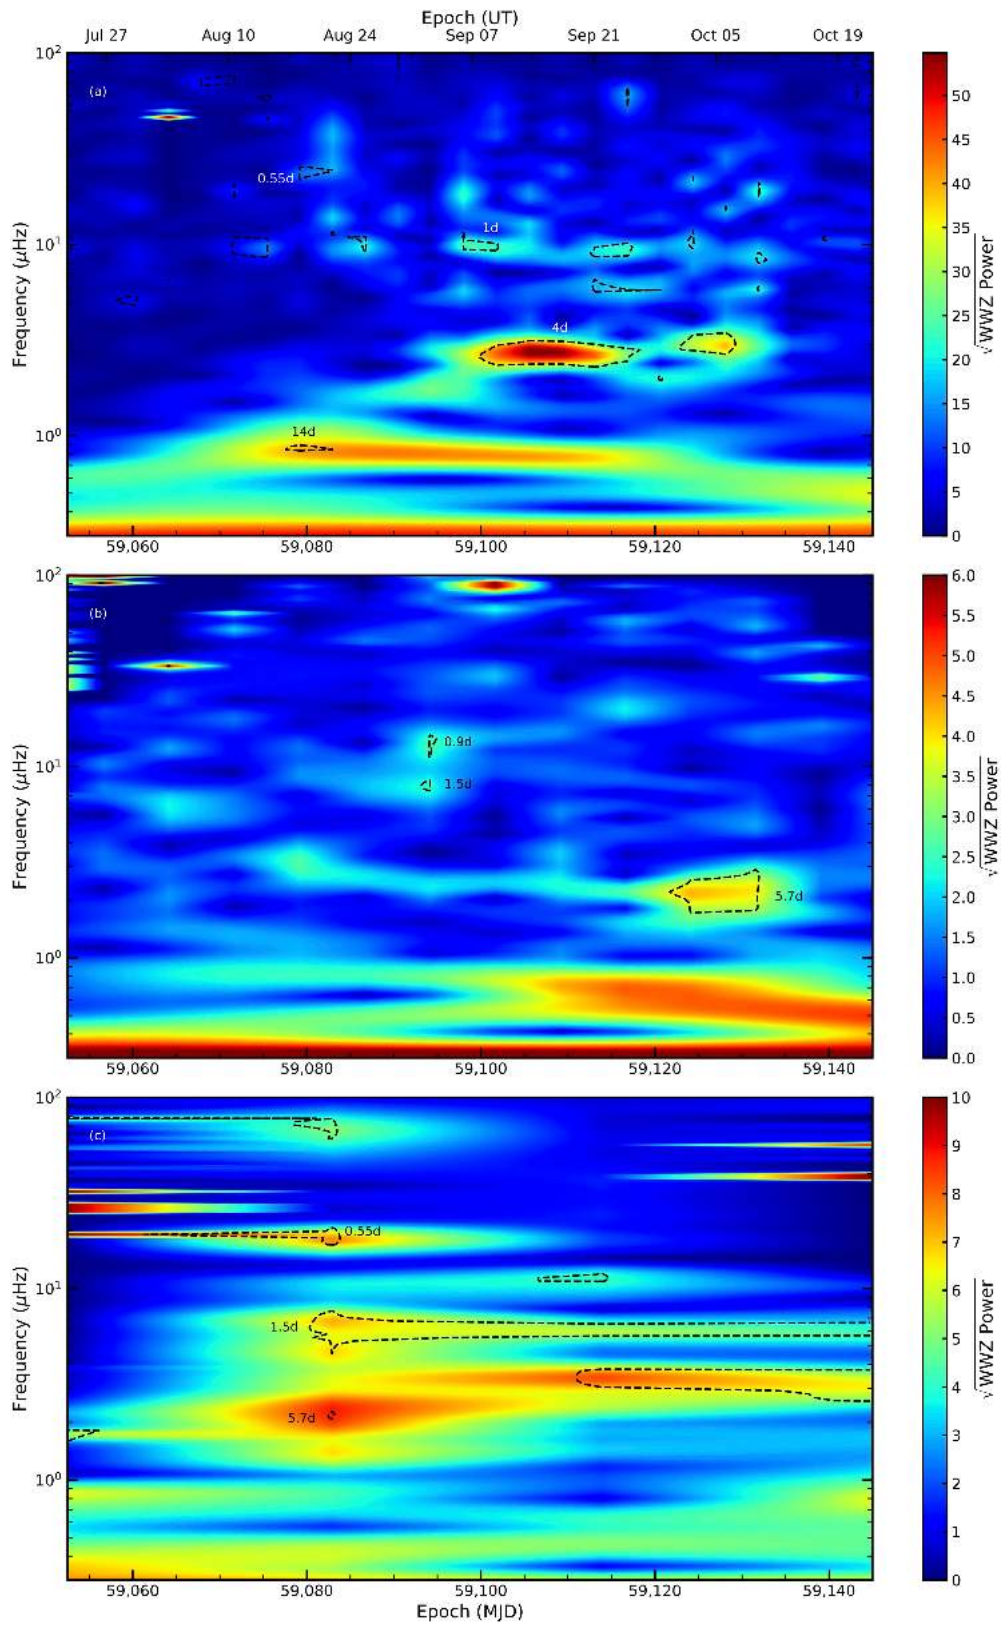 Epoch (UT)
Jul 27 Aug 10 Aug 24 Sep 07 Sep 21 Oct 05 Oct 19
(a)
10² 10¹ 10⁰
Frequency (μHz)
0.55d
1d
4d
14d
59,060 59,080 59,100 59,120 59,140
50 45 40 35 30 25 20 15 10 5 0
√WWZ Power
(b)
10² 10¹ 10⁰
Frequency (μHz)
0.9d
1.5d
5.7d
59,060 59,080 59,100 59,120 59,140
6.0 5.5 5.0 4.5 4.0 3.5 3.0 2.5 2.0 1.5 1.0 0.5 0.0
√WWZ Power
(c)
10² 10¹ 10⁰
Frequency (μHz)
0.55d
1.5d
5.7d
59,060 59,080 59,100 59,120 59,140
Epoch (MJD)
10 9 8 7 6 5 4 3 2 1 0
√WWZ Power